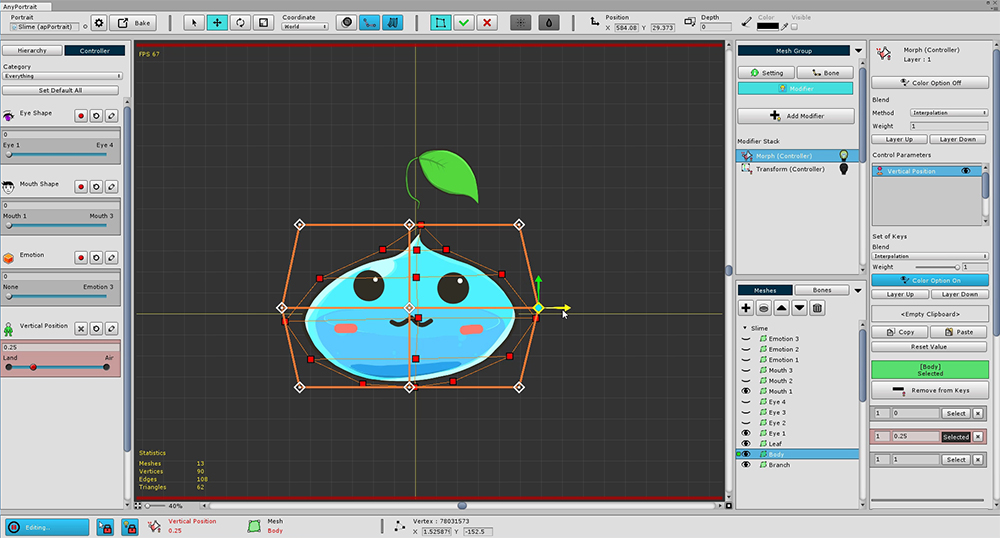 AnyPortrait
Portrait
Slime (apPortrait)
Bake
Coordinate
World
Position
X 584.08 Y 29.373
Depth
0
Color
Visible
Hierarchy
Controller
Category
Everything
Set Default All
Eye Shape
0
Eye 1 Eye 4
Mouth Shape
0
Mouth 1 Mouth 3
Emotion
0
None Emotion 3
Vertical Position
0.25
Land Air
FPS 67
Statistics
Meshes 13
Vertices 90
Edges 108
Triangles 62
40%
Mesh Group
Setting
Bone
Modifier
Add Modifier
Modifier Stack
Morph (Controller)
Transform (Controller)
Meshes
Bones
Slime
Emotion 3
Emotion 2
Emotion 1
Mouth 3
Mouth 2
Mouth 1
Eye 4
Eye 3
Eye 2
Eye 1
Leaf
Body
Branch
Morph (Controller)
Layer : 1
Color Option Off
Blend
Method Interpolation
Weight 1
Layer Up Layer Down
Control Parameters
Vertical Position
Set of Keys
Blend
Interpolation
Weight 1
Color Option On
Layer Up Layer Down
<Empty Clipboard>
Copy Paste
Reset Value
[Body]
Selected
Remove from Keys
1 0 Select
1 0.25 Selected
1 1 Select
Editing..
Vertical Position
0.25
Mesh
Body
Vertex : 78031573
X 1.52587 Y -152.5